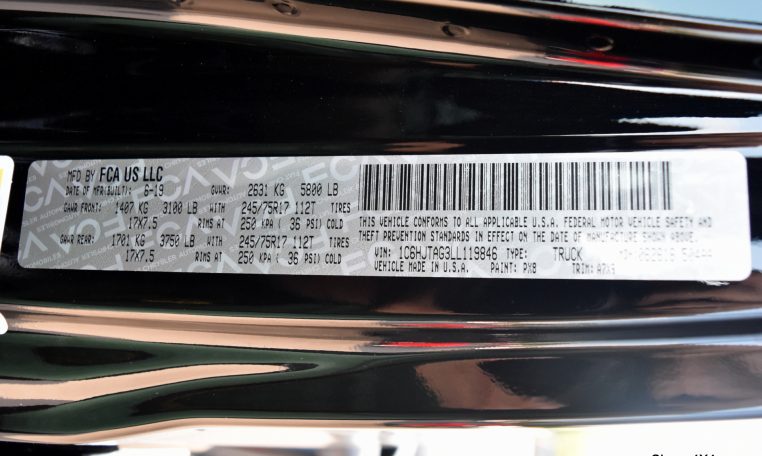 MFD BY FCA US LLC
DATE OF MFR(BUILT): 6-19 GVWR: 2631 KG 5800 LB
GAWR FRONT: 1407 KG 3100 LB WITH 245/75R17 112T TIRES
17X7.5 RIMS AT 250 KPA ( 36 PSI) COLD
GAWR REAR: 1701 KG 3750 LB WITH 245/75R17 112T TIRES
17X7.5 RIMS AT 250 KPA ( 36 PSI) COLD
THIS VEHICLE CONFORMS TO ALL APPLICABLE U.S.A. FEDERAL MOTOR VEHICLE SAFETY AND
THEFT PREVENTION STANDARDS IN EFFECT ON THE DATE OF MANUFACTURE SHOWN ABOVE.
VIN: 1C6HJTAG3LL119846 TYPE: TRUCK
VEHICLE MADE IN U.S.A. PAINT: PXB TRIM: